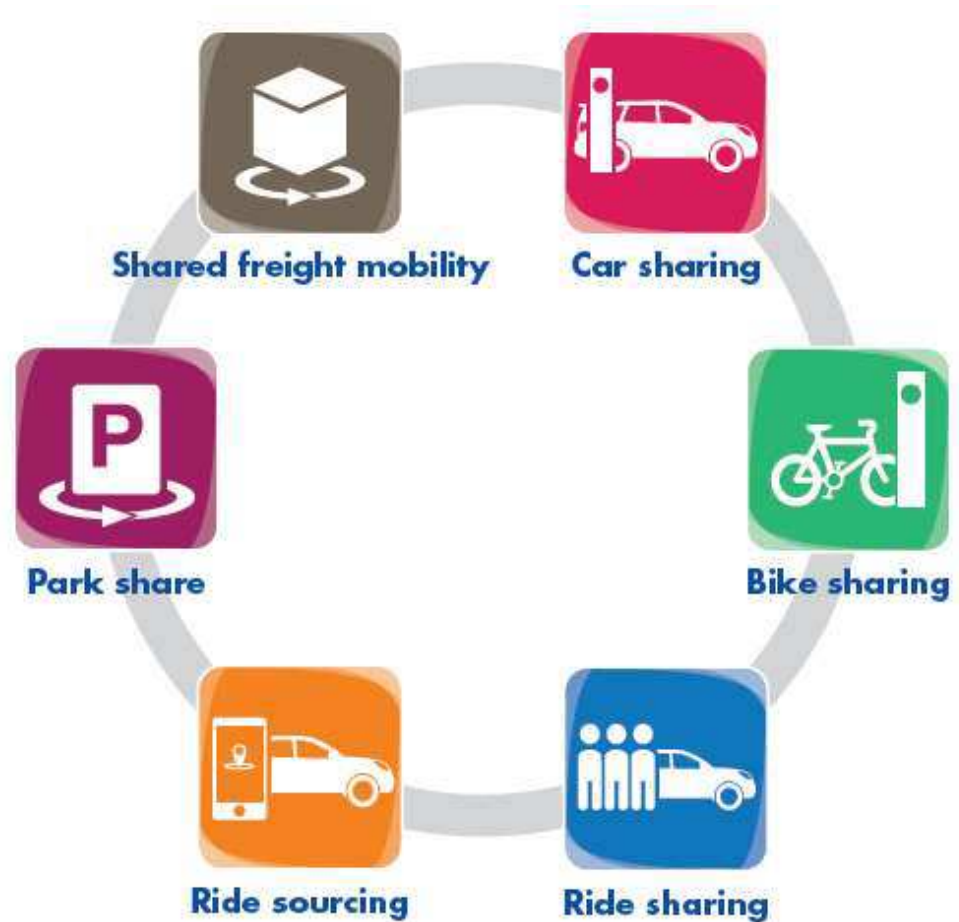 Shared freight mobility
Car sharing
P
Park share
Bike sharing
Ride sourcing
Ride sharing